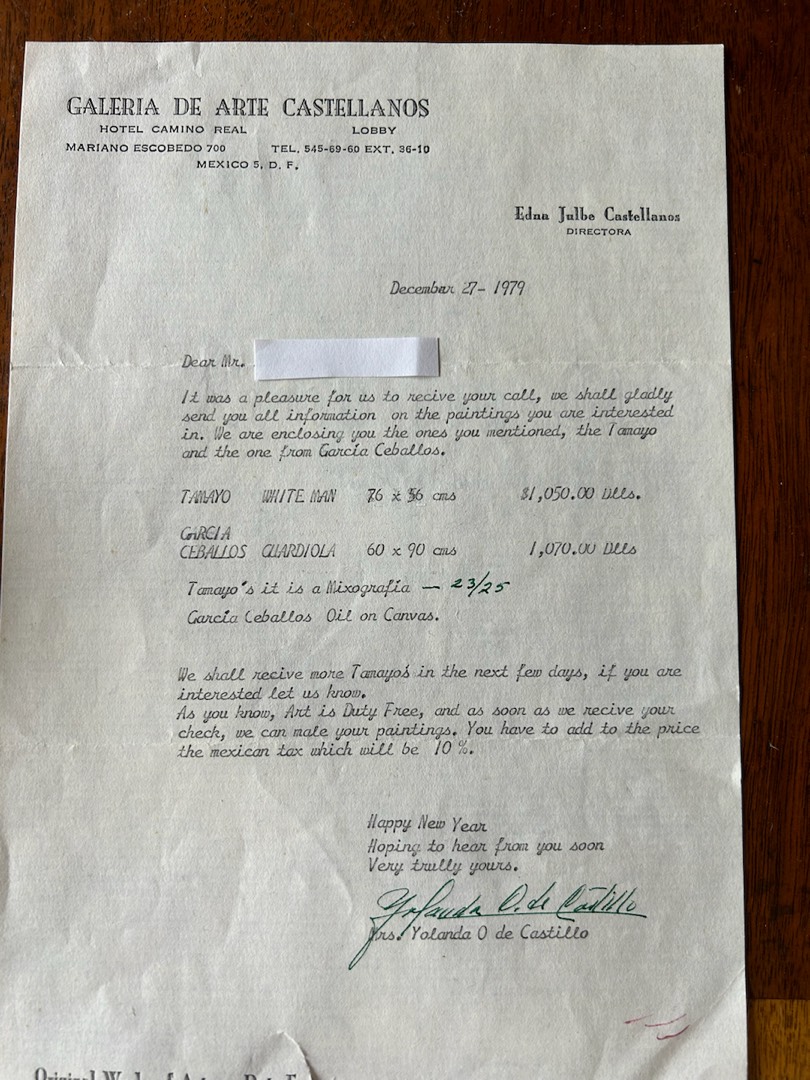 GALERIA DE ARTE CASTELLANOS
HOTEL CAMINO REAL LOBBY
MARIANO ESCOBEDO 700 TEL. 545-69-60 EXT. 36-10
MEXICO 5, D. F.
Edna Julbe Castellanos
DIRECTORA
December 27- 1979
Dear Mr.
It was a pleasure for us to recive your call, we shall gladly
send you all information on the paintings you are interested
in. We are enclosing you the ones you mentioned, the Tamayo
and the one from García Ceballos.
TAMAYO WHITE MAN 76 x 56 cms $1,050.00 Dlls.
GARCIA
CEBALLOS GUARDIOLA 60 x 90 cms 1,070.00 Dlls
Tamayo's it is a Mixografía — 23/25
García Ceballos Oil on Canvas.
We shall recive more Tamayo's in the next few days, if you are
interested let us know.
As you know, Art is Duty Free, and as soon as we recive your
check, we can male your paintings. You have to add to the price
the mexican tax which will be 10 %.
Happy New Year
Hoping to hear from you soon
Very trully yours.
Yolanda O. de Castillo
Mrs. Yolanda O de Castillo
Original